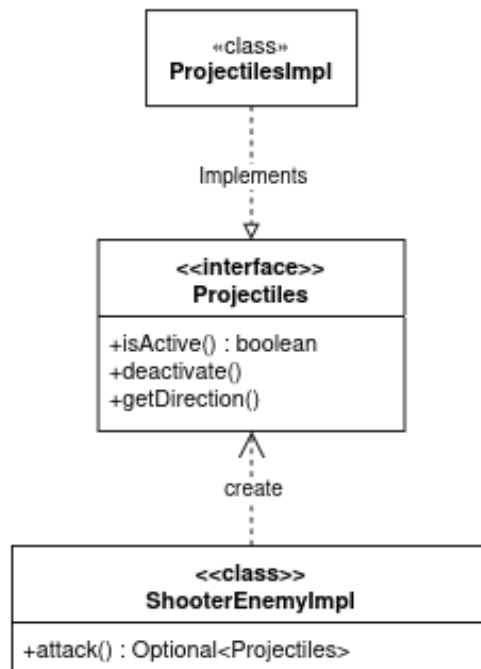 «class»
ProjectilesImpl
Implements
<<interface>>
Projectiles
+isActive() : boolean
+deactivate()
+getDirection()
create
<<class>>
ShooterEnemyImpl
+attack() : Optional<Projectiles>